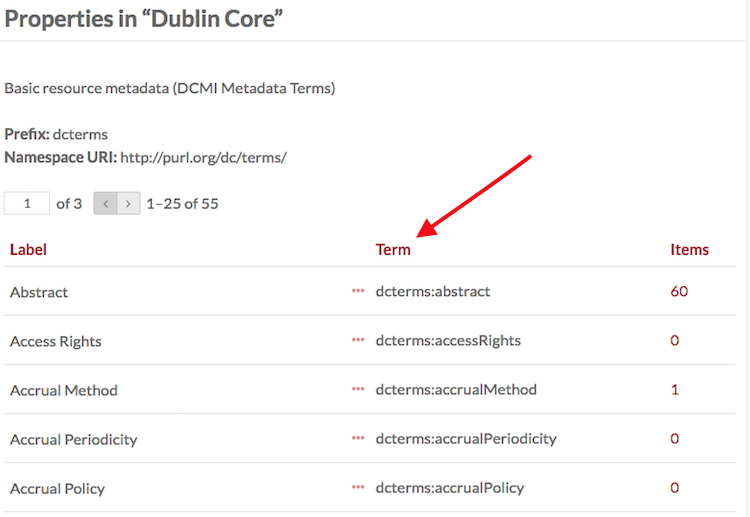 Properties in “Dublin Core”
Basic resource metadata (DCMI Metadata Terms)
Prefix: dcterms
Namespace URI: http://purl.org/dc/terms/
1 of 3 < > 1–25 of 55
Label Term Items
Abstract ••• dcterms:abstract 60
Access Rights ••• dcterms:accessRights 0
Accrual Method ••• dcterms:accrualMethod 1
Accrual Periodicity ••• dcterms:accrualPeriodicity 0
Accrual Policy ••• dcterms:accrualPolicy 0